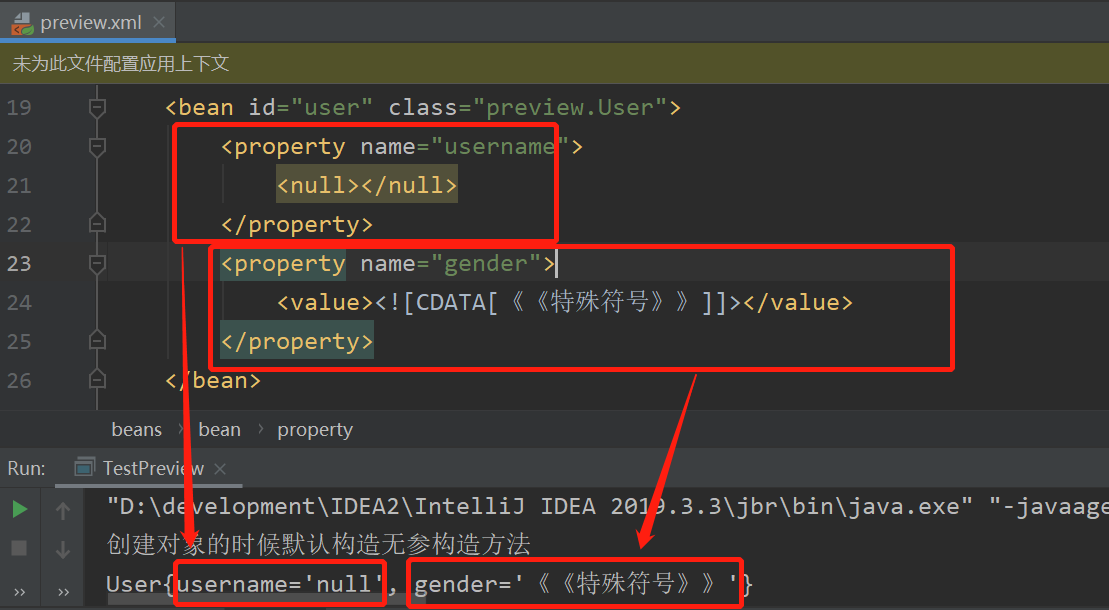 preview.xml
未为此文件配置应用上下文
19 <bean id="user" class="preview.User">
20 <property name="username">
21 <null></null>
22 </property>
23 <property name="gender">
24 <value><![CDATA[《《特殊符号》》]]></value>
25 </property>
26 </bean>
beans › bean › property
Run: TestPreview
"D:\development\IDEA2\IntelliJ IDEA 2019.3.3\jbr\bin\java.exe" "-javaage
创建对象的时候默认构造无参构造方法
User{username='null', gender='《《特殊符号》》'}